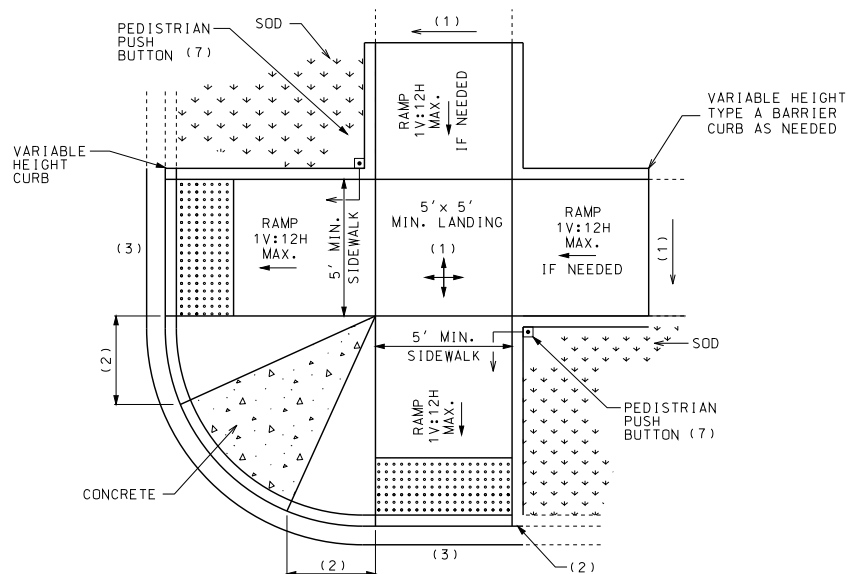 SOD
(1)
PEDISTRIAN
PUSH
BUTTON (7)
RAMP
1V:12H
MAX.
IF NEEDED
VARIABLE HEIGHT
TYPE A BARRIER
CURB AS NEEDED
VARIABLE
HEIGHT
CURB
(3)
RAMP
1V:12H
MAX.
5' MIN.
SIDEWALK
5'x 5'
MIN. LANDING
(1)
RAMP
1V:12H
MAX.
IF NEEDED
(1)
(2)
5' MIN.
SIDEWALK
SOD
RAMP
1V:12H
MAX.
PEDISTRIAN
PUSH
BUTTON (7)
CONCRETE
(2)
(3)
(2)